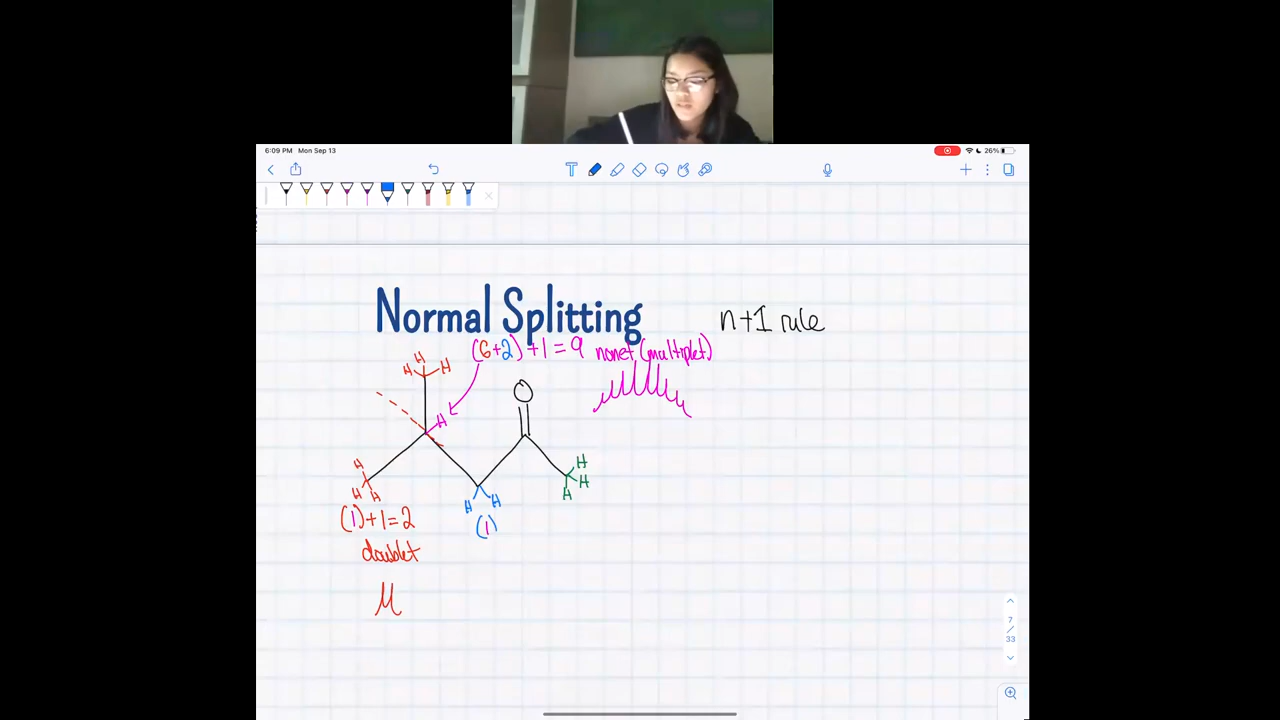 6:09 PM Mon Sep 13
26%
T
Normal Splitting
n+1 rule
(6+2)+1=9 nonet (multiplet)
H
H H
H
O
H
H
H H
H
H
H
H H
(1)+1=2
(1)
doublet
7
/
33